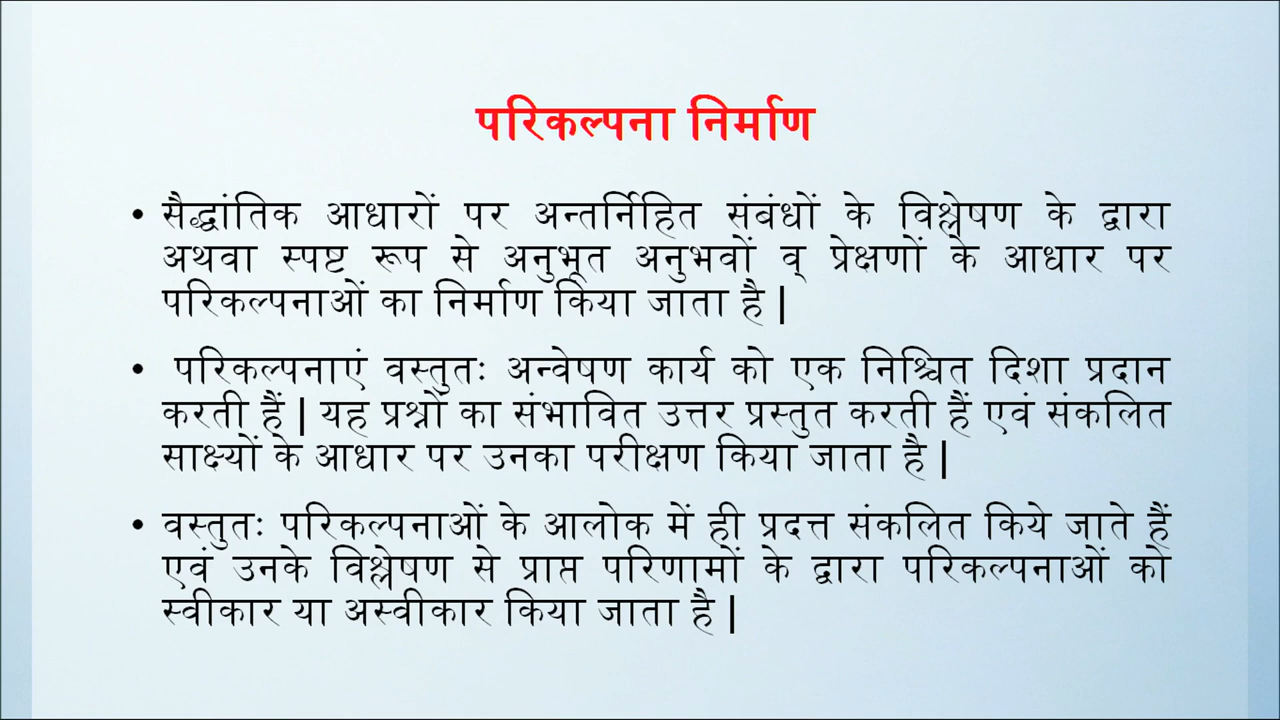 परिकल्पना निर्माण
• सैद्धांतिक आधारों पर अन्तर्निहित संबंधों के विश्लेषण के द्वारा
अथवा स्पष्ट रूप से अनुभूत अनुभवों व् प्रेक्षणों के आधार पर
परिकल्पनाओं का निर्माण किया जाता है |
• परिकल्पनाएं वस्तुतः अन्वेषण कार्य को एक निश्चित दिशा प्रदान
करती हैं | यह प्रश्नों का संभावित उत्तर प्रस्तुत करती हैं एवं संकलित
साक्ष्यों के आधार पर उनका परीक्षण किया जाता है |
• वस्तुतः परिकल्पनाओं के आलोक में ही प्रदत्त संकलित किये जाते हैं
एवं उनके विश्लेषण से प्राप्त परिणामों के द्वारा परिकल्पनाओं को
स्वीकार या अस्वीकार किया जाता है |